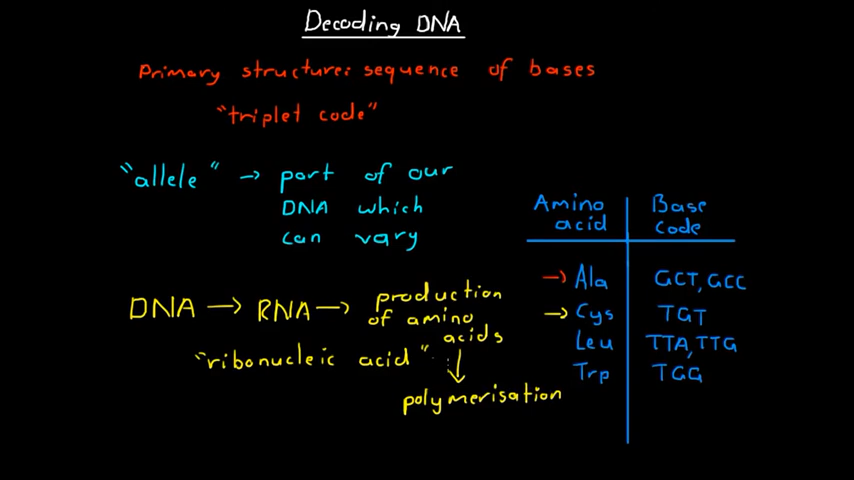 Decoding DNA
Primary structure: sequence of bases
"triplet code"
"allele" → part of our
DNA which
can vary
DNA → RNA → production
of amino
acids
"ribonucleic acid"
polymerisation
Amino acid | Base code
→ Ala | GCT, GCC
→ Cys | TGT
Leu | TTA, TTG
Trp | TGG